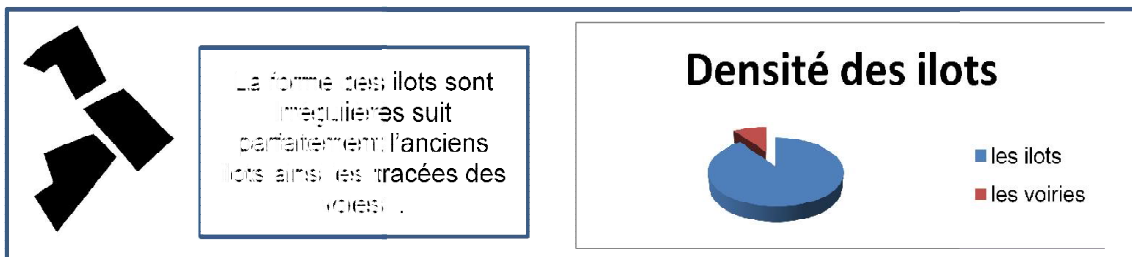 La forme des ilots sont
irregulieres suit
parfaitement l'anciens
ilots ainsi les tracées des
voies .
Densité des ilots
les ilots
les voiries